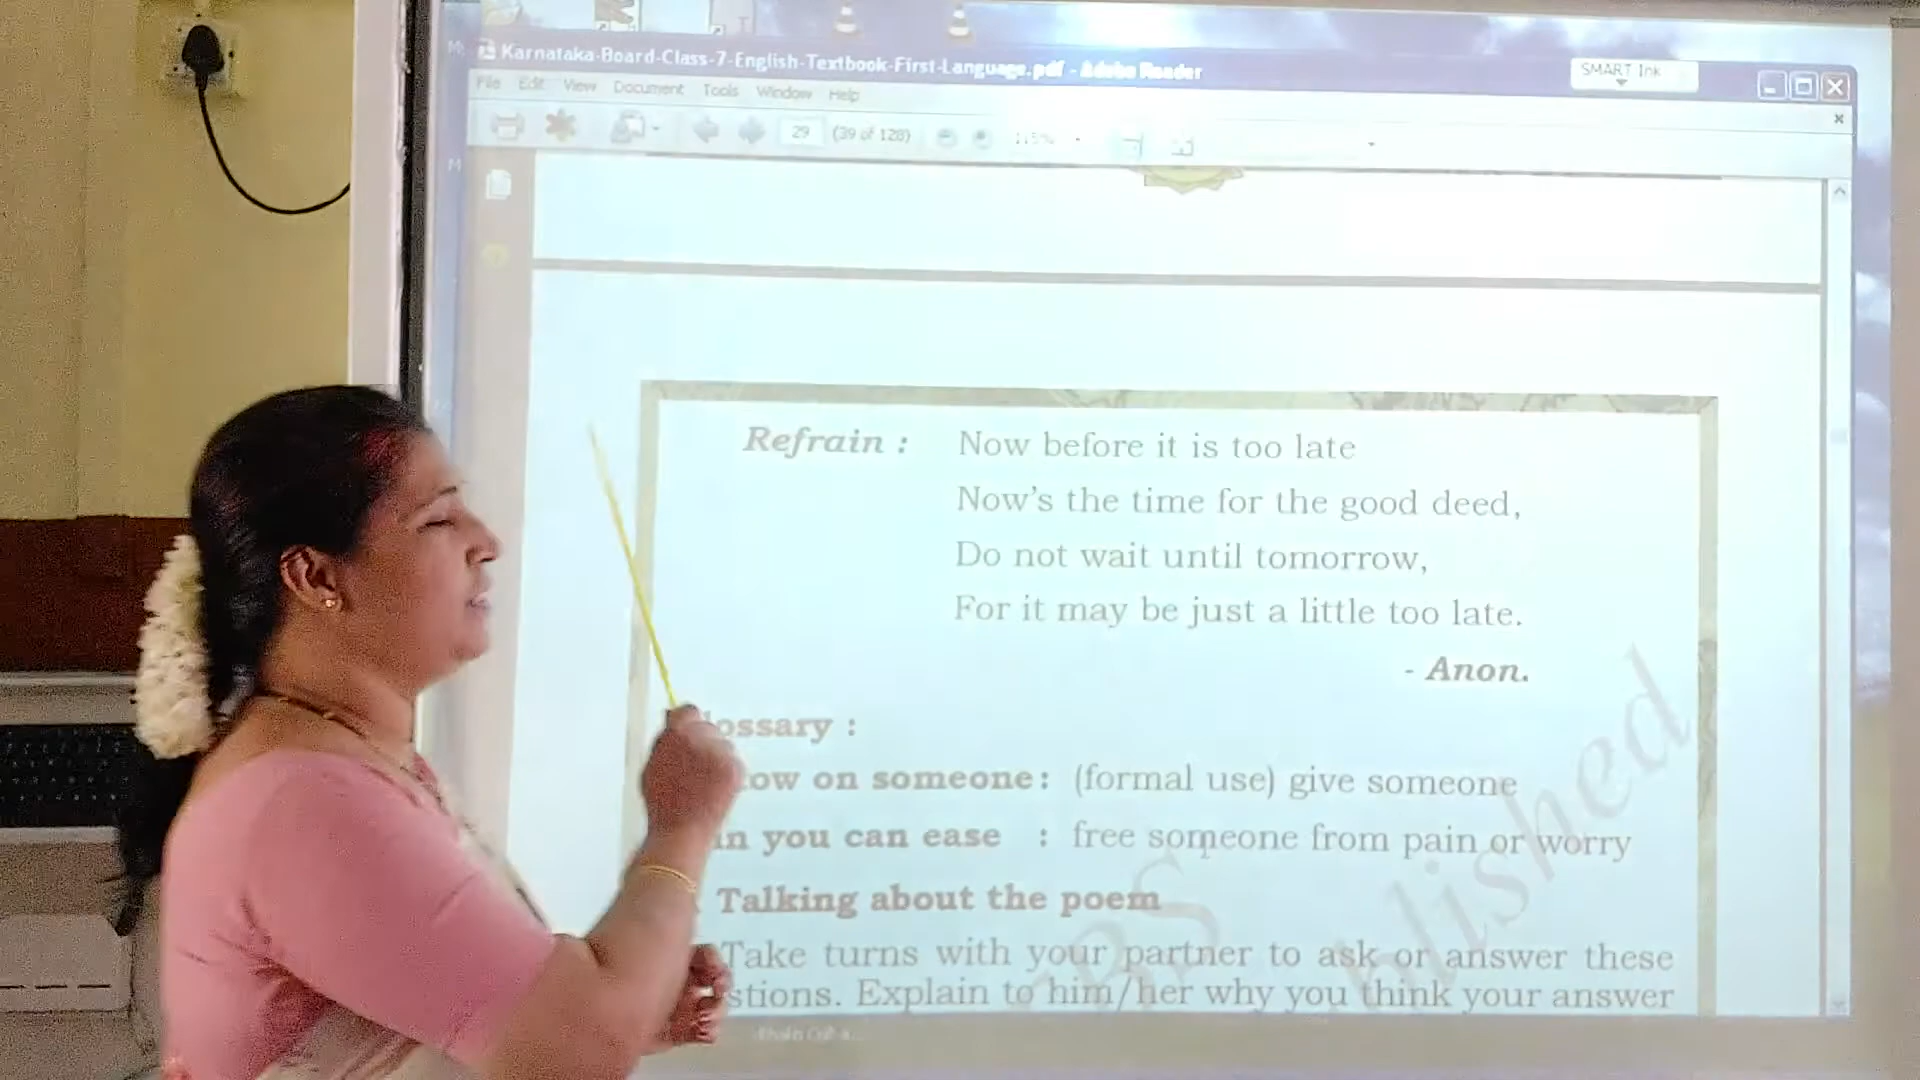 Karnataka-Board-Class-7-English-Textbook-First-Language.pdf - Adobe Reader
SMART Ink
File Edit View Document Tools Window Help
29 (39 of 128) 115%
Refrain : Now before it is too late
Now's the time for the good deed,
Do not wait until tomorrow,
For it may be just a little too late.
- Anon.
lossary :
ow on someone : (formal use) give someone
in you can ease : free someone from pain or worry
Talking about the poem
Take turns with your partner to ask or answer these
stions. Explain to him/her why you think your answer
blished